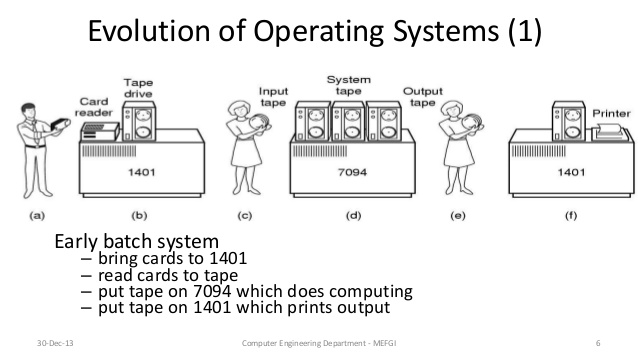 Evolution of Operating Systems (1)
Tape
drive
Card
reader
1401
Input
tape
System
tape
7094
Output
tape
Printer
1401
(a)
(b)
(c)
(d)
(e)
(f)
Early batch system
– bring cards to 1401
– read cards to tape
– put tape on 7094 which does computing
– put tape on 1401 which prints output
30-Dec-13
Computer Engineering Department - MEFGI
6